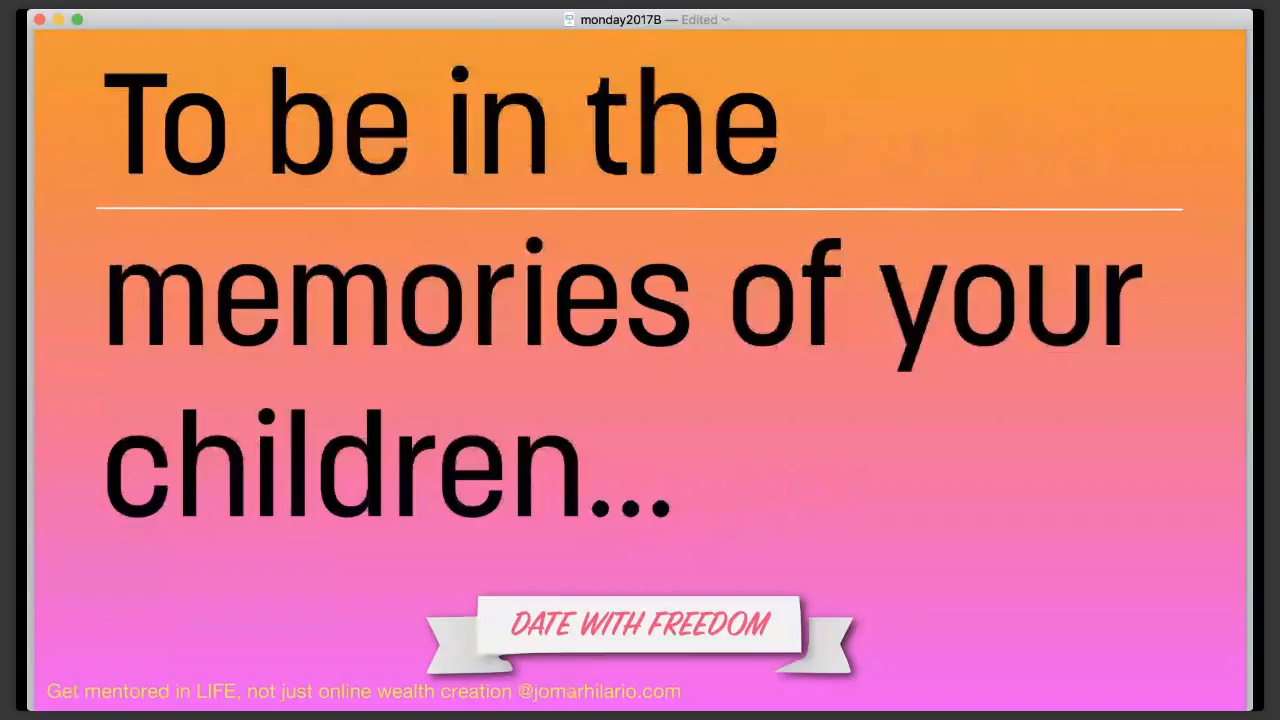 monday2017B — Edited
To be in the
memories of your
children...
DATE WITH FREEDOM
Get mentored in LIFE, not just online wealth creation @jomarhilario.com